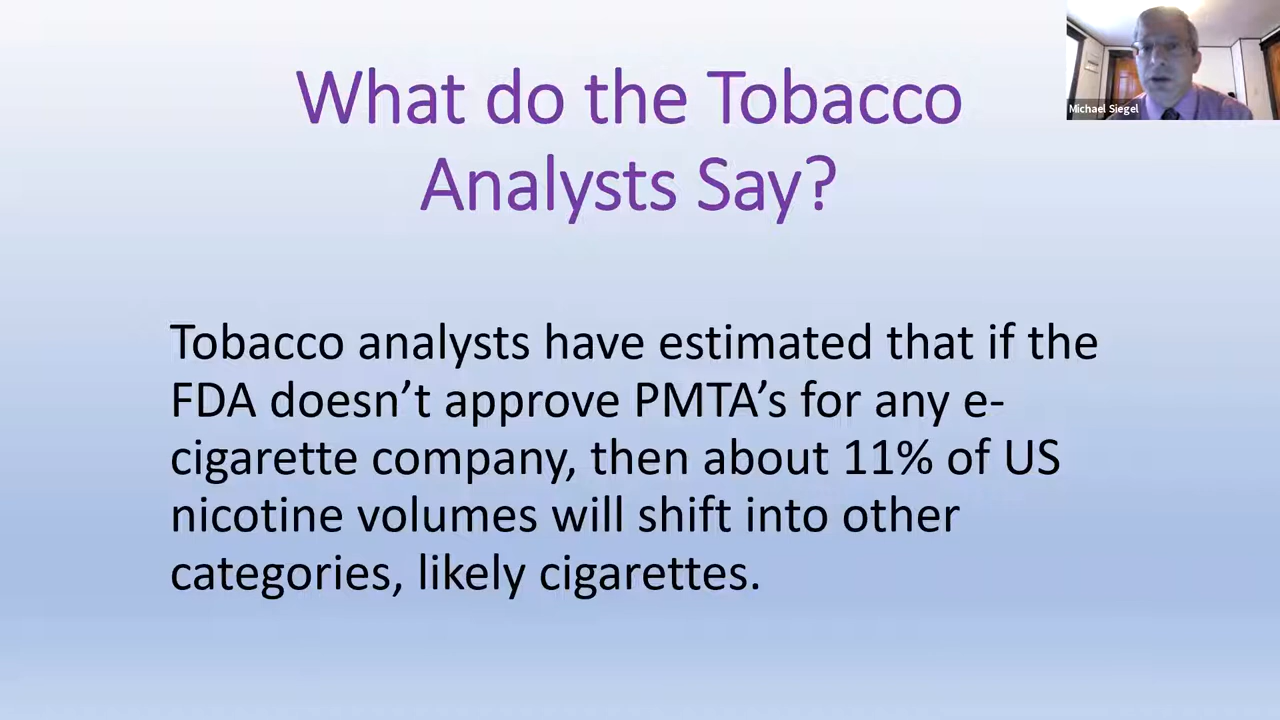 What do the Tobacco
Analysts Say?
Michael Siegel
Tobacco analysts have estimated that if the
FDA doesn’t approve PMTA’s for any e-
cigarette company, then about 11% of US
nicotine volumes will shift into other
categories, likely cigarettes.